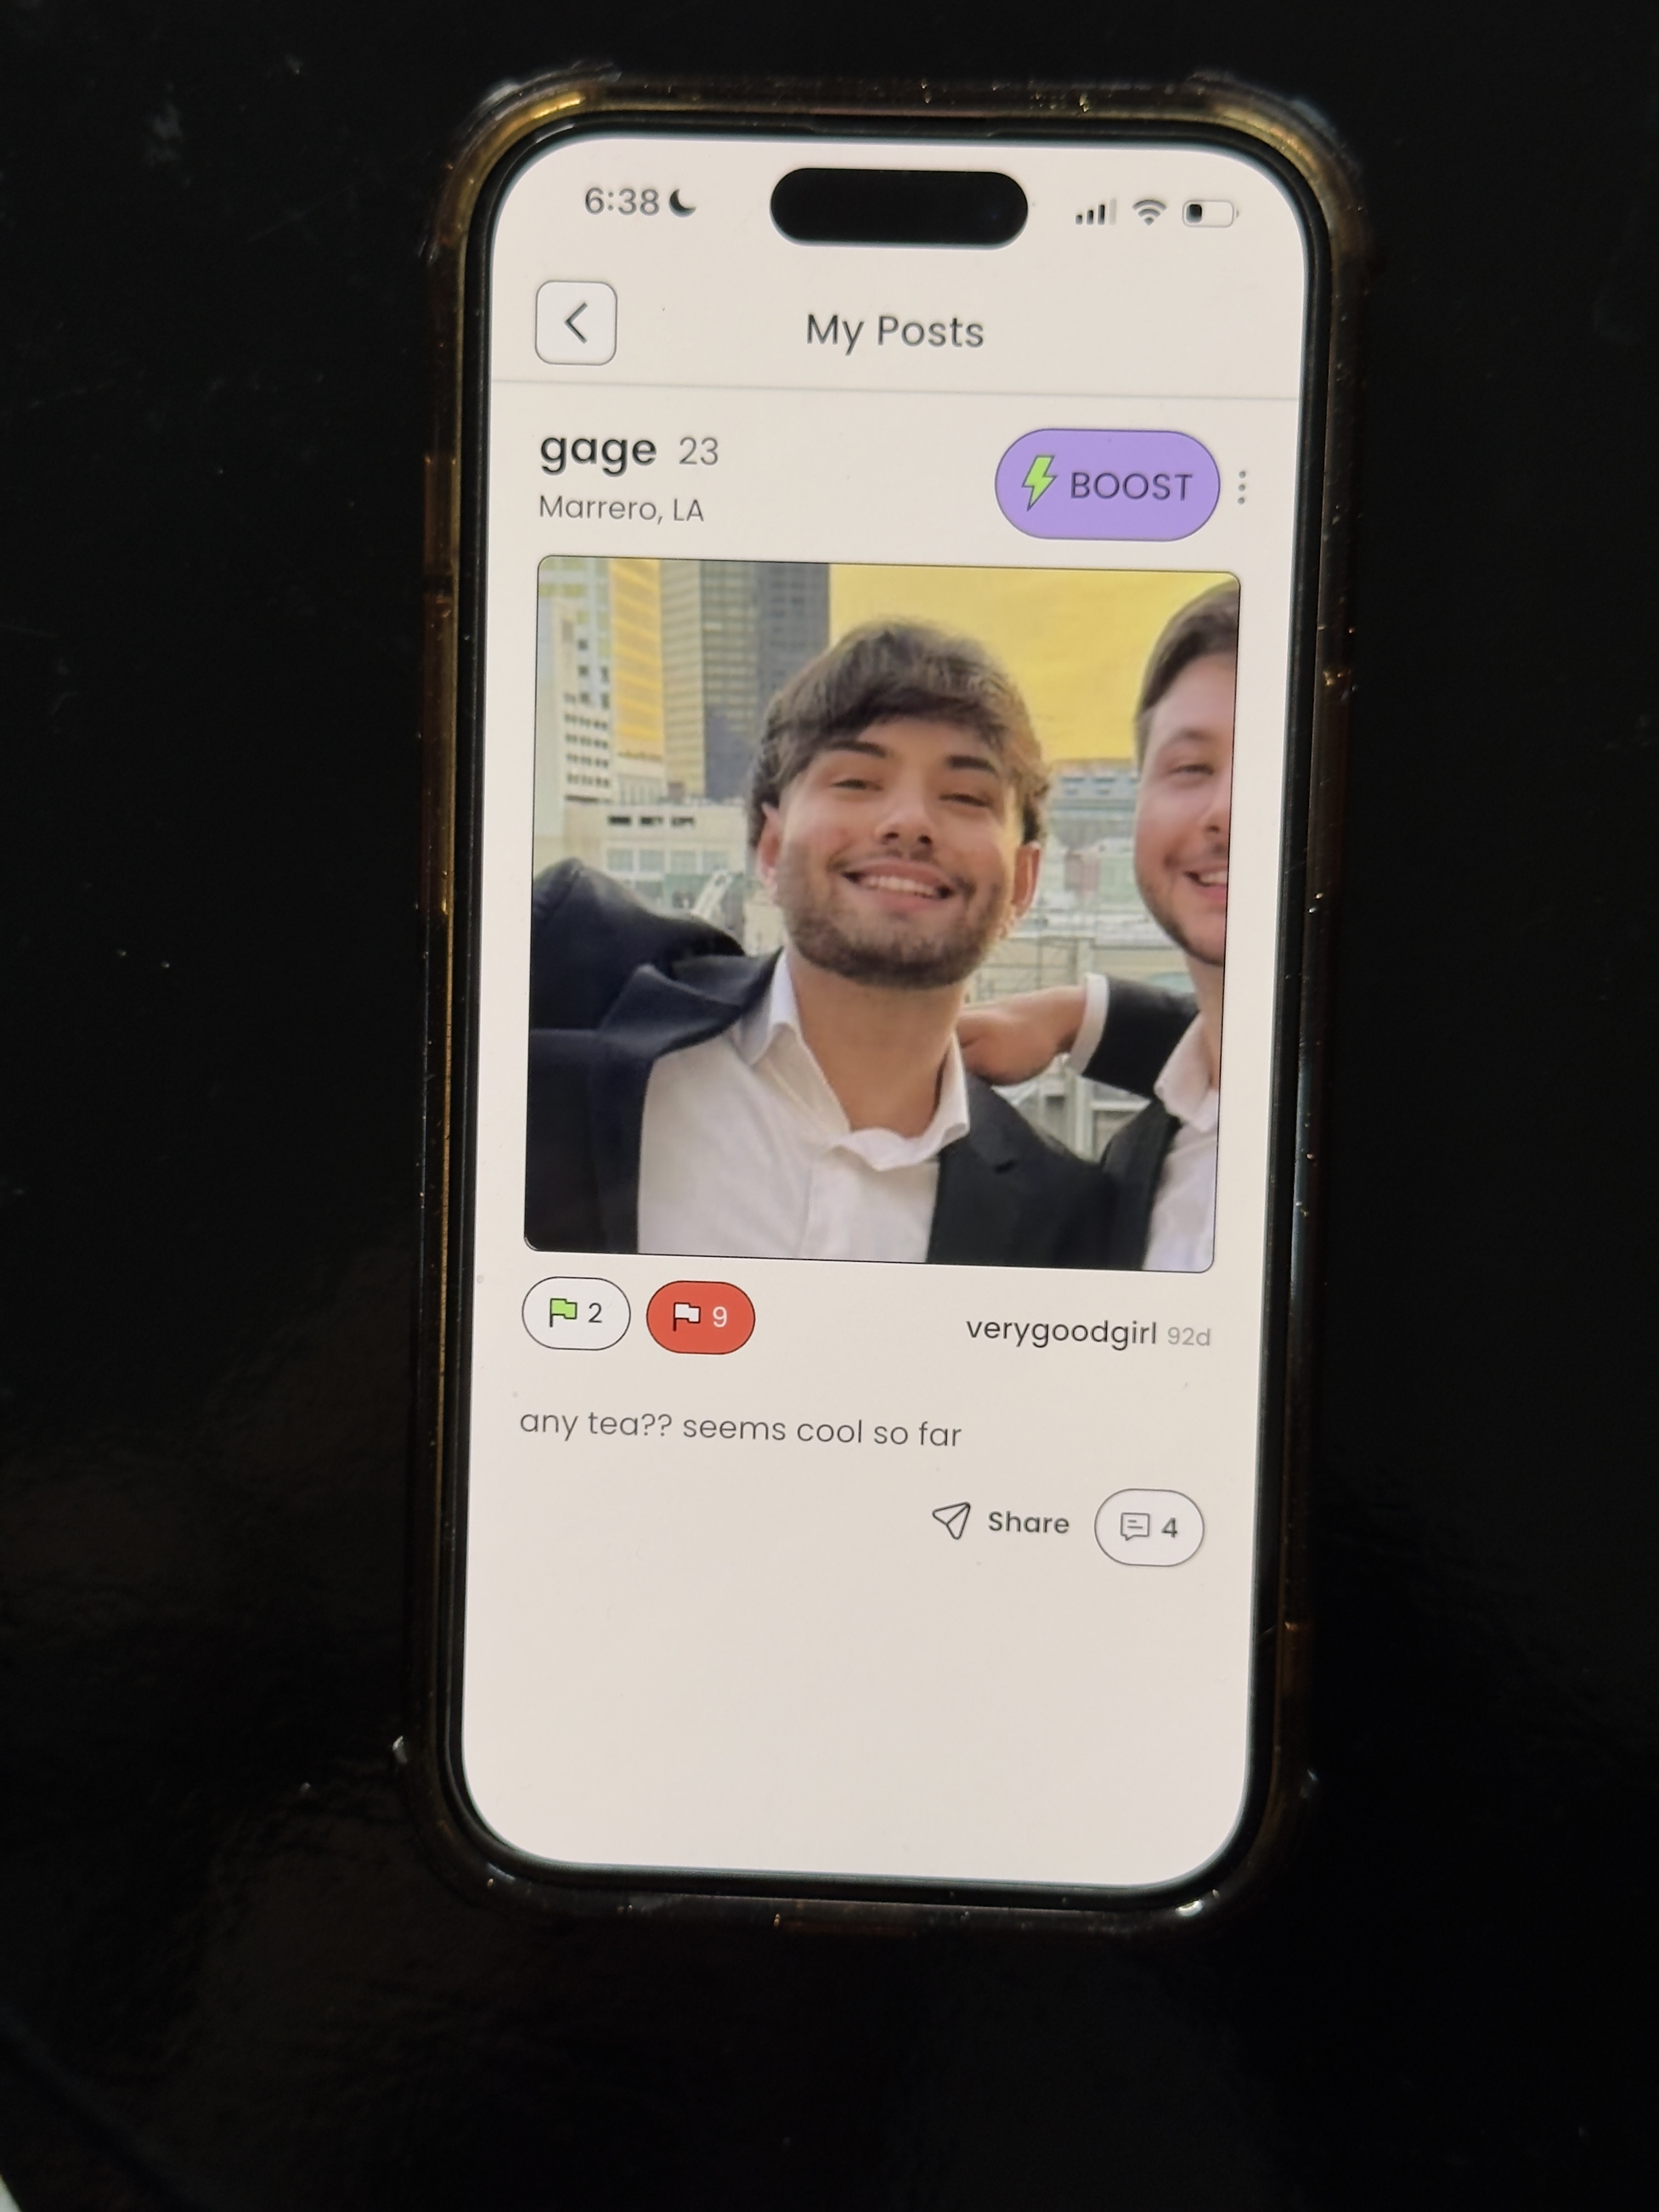 6:38
My Posts
gage 23
BOOST
Marrero, LA
2
9
verygoodgirl 92d
any tea?? seems cool so far
Share
4